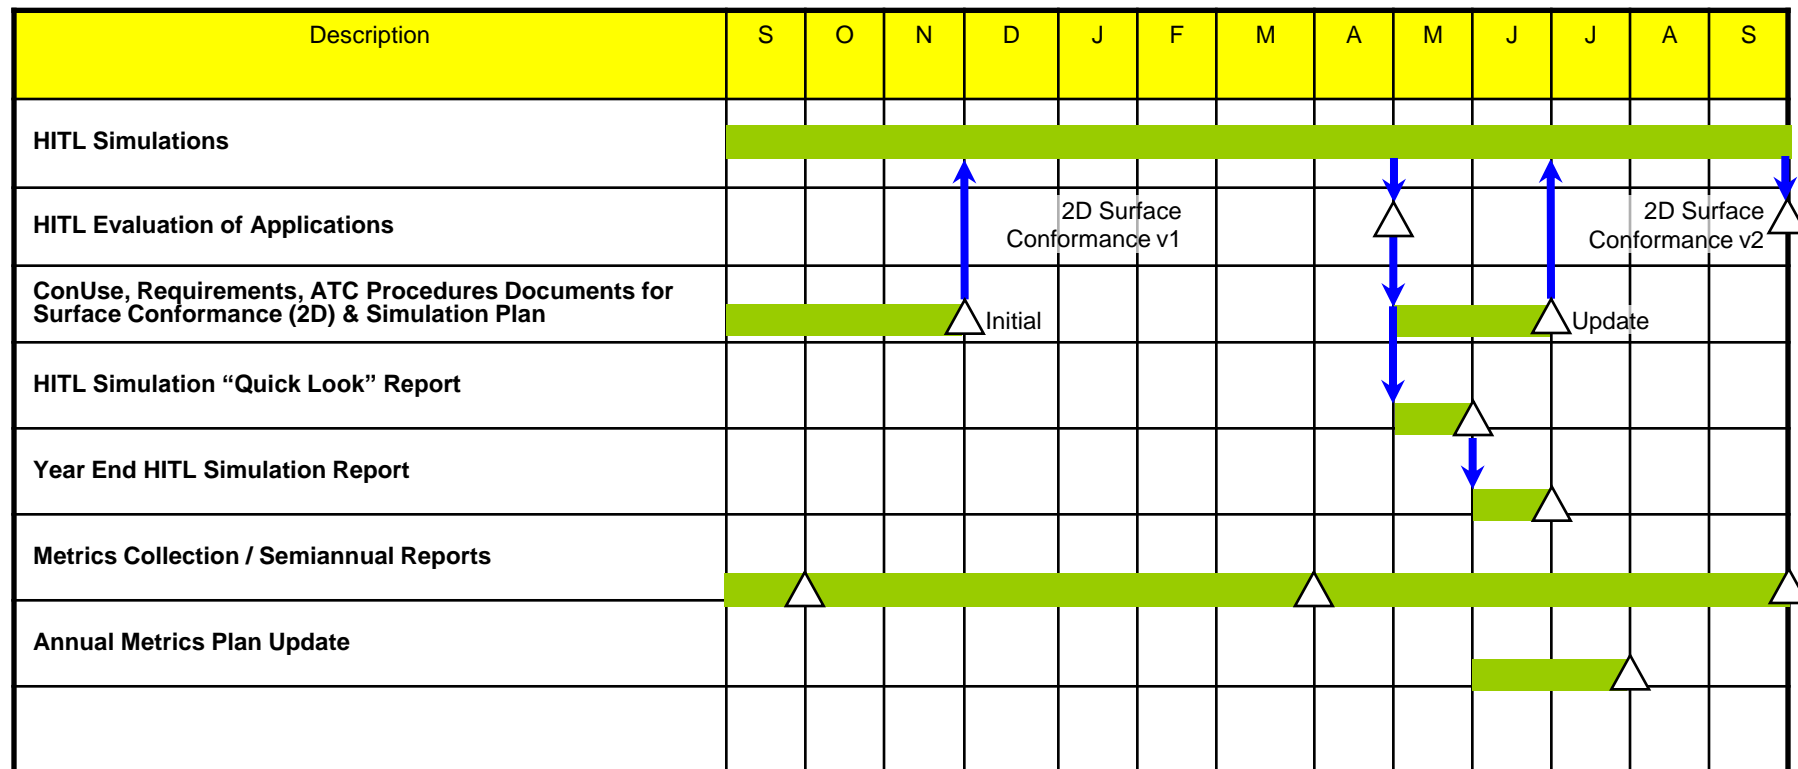 Description S O N D J F M A M J J A S
HITL Simulations
HITL Evaluation of Applications
2D Surface
Conformance v1
2D Surface
Conformance v2
ConUse, Requirements, ATC Procedures Documents for
Surface Conformance (2D) & Simulation Plan
Initial
Update
HITL Simulation “Quick Look” Report
Year End HITL Simulation Report
Metrics Collection / Semiannual Reports
Annual Metrics Plan Update